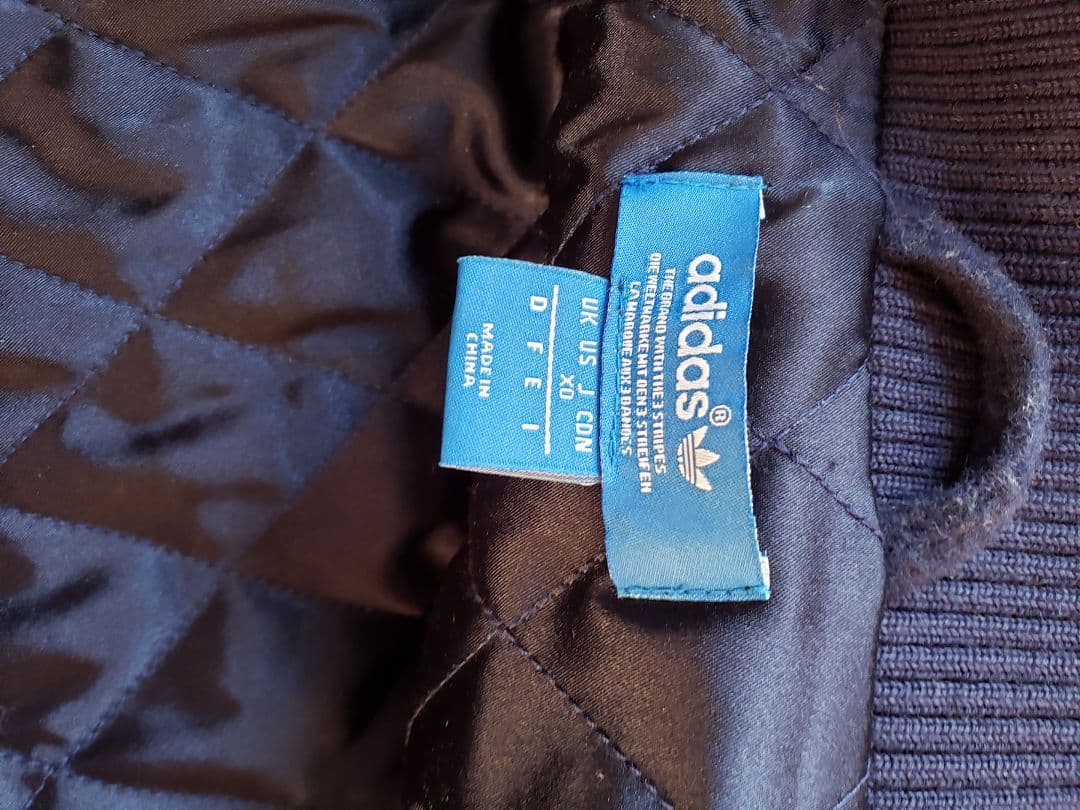 adidas®
THE BRAND WITH THE 3 STRIPES
DIE WELTMARKE MIT DEN 3 STREIFEN
LA MARQUE AUX 3 BANDES
UK US J CDN
XO
D F E I
MADE IN
CHINA